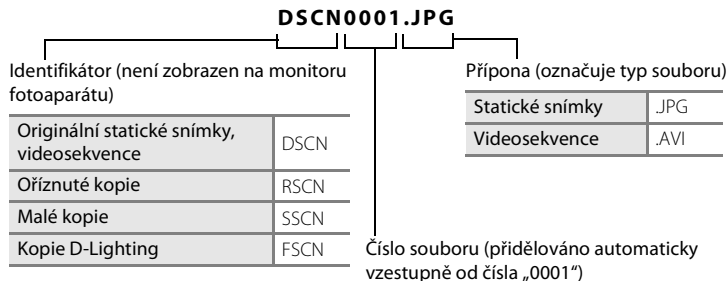 DSCN0001.JPG
Identifikátor (není zobrazen na monitoru
fotoaparátu)
Originální statické snímky,
videosekvence
DSCN
Oříznuté kopie
RSCN
Malé kopie
SSCN
Kopie D-Lighting
FSCN
Číslo souboru (přidělováno automaticky
vzestupně od čísla „0001“)
Přípona (označuje typ souboru)
Statické snímky
.JPG
Videosekvence
.AVI